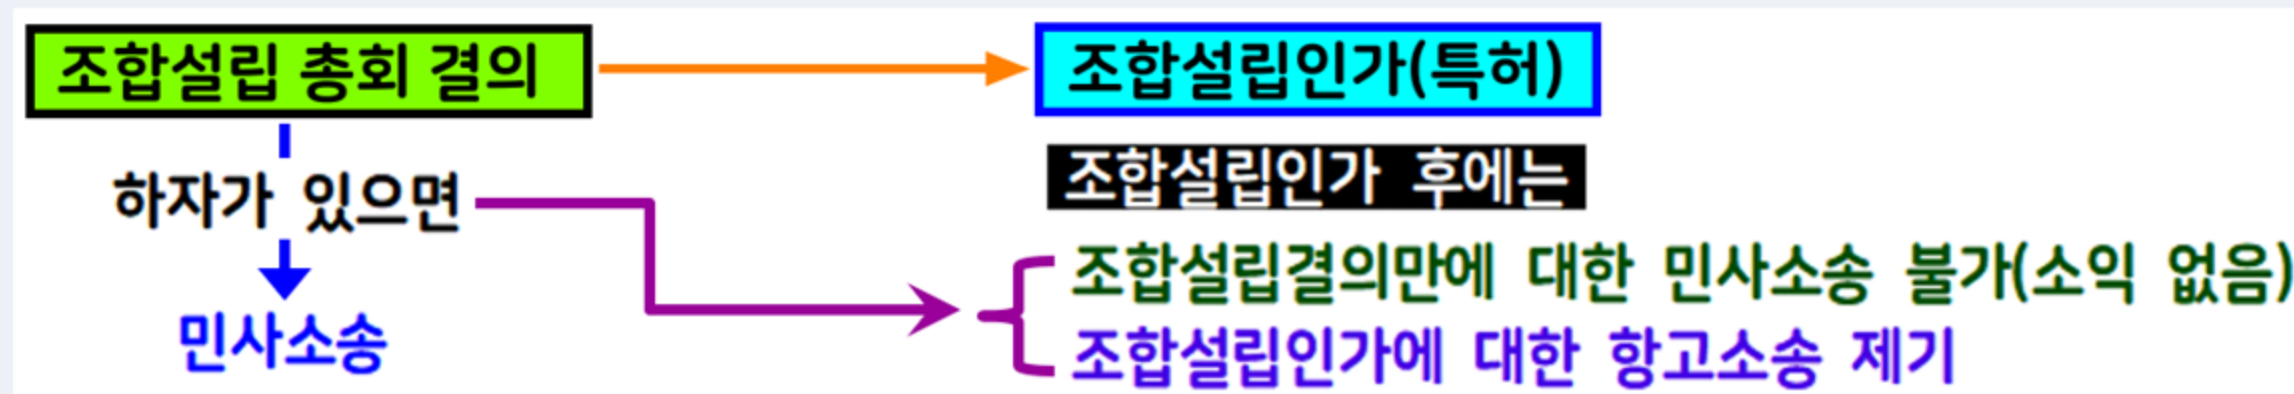 조합설립 총회 결의
조합설립인가(특허)
하자가 있으면
민사소송
조합설립인가 후에는
조합설립결의만에 대한 민사소송 불가(소익 없음)
조합설립인가에 대한 항고소송 제기